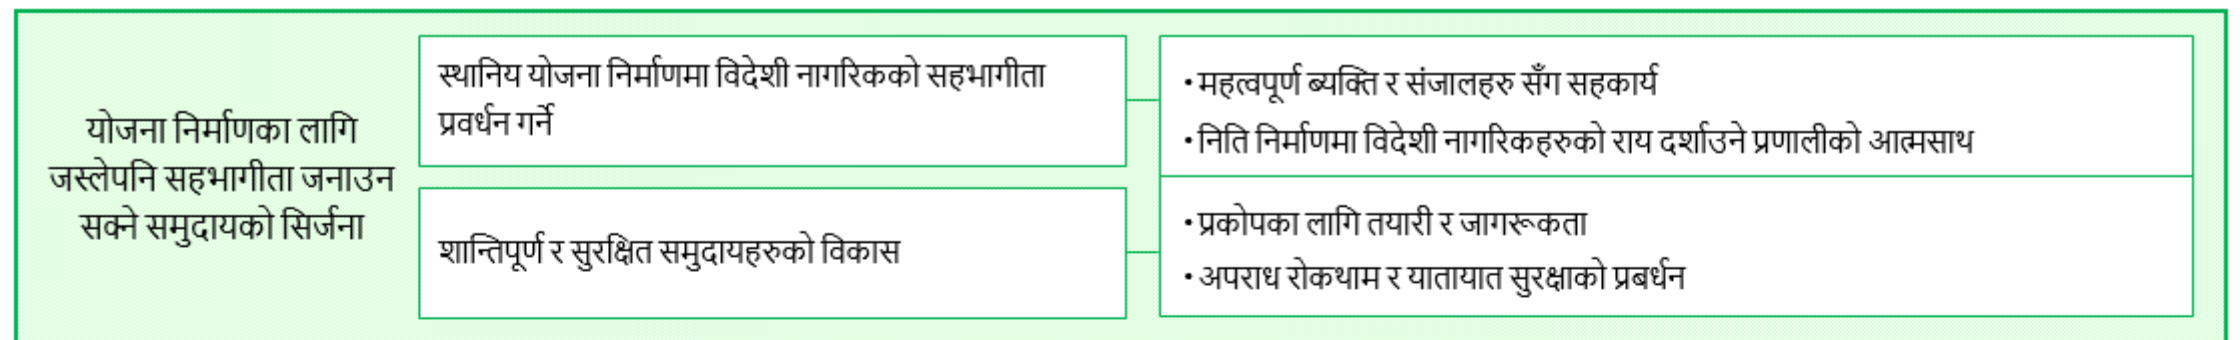 योजना निर्माणका लागि
जस्लेपनि सहभागीता जनाउन
सक्ने समुदायको सिर्जना
स्थानिय योजना निर्माणमा विदेशी नागरिकको सहभागीता
प्रवर्धन गर्ने
•महत्वपूर्ण ब्यक्ति र संजालहरु सँग सहकार्य
•निति निर्माणमा विदेशी नागरिकहरुको राय दर्शाउने प्रणालीको आत्मसाथ
शान्तिपूर्ण र सुरक्षित समुदायहरुको विकास
•प्रकोपका लागि तयारी र जागरूकता
•अपराध रोकथाम र यातायात सुरक्षाको प्रबर्धन